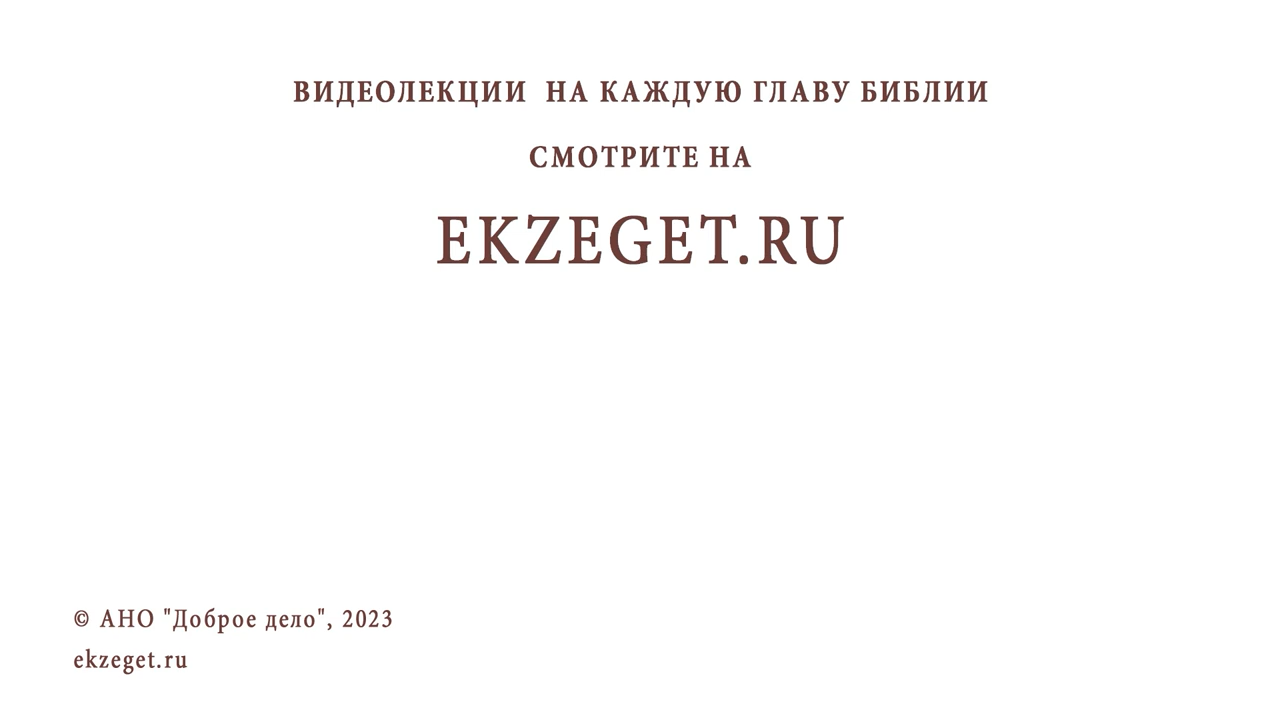 ВИДЕОЛЕКЦИИ НА КАЖДУЮ ГЛАВУ БИБЛИИ
СМОТРИТЕ НА
EKZEGET.RU
© АНО "Доброе дело", 2023
ekzeget.ru